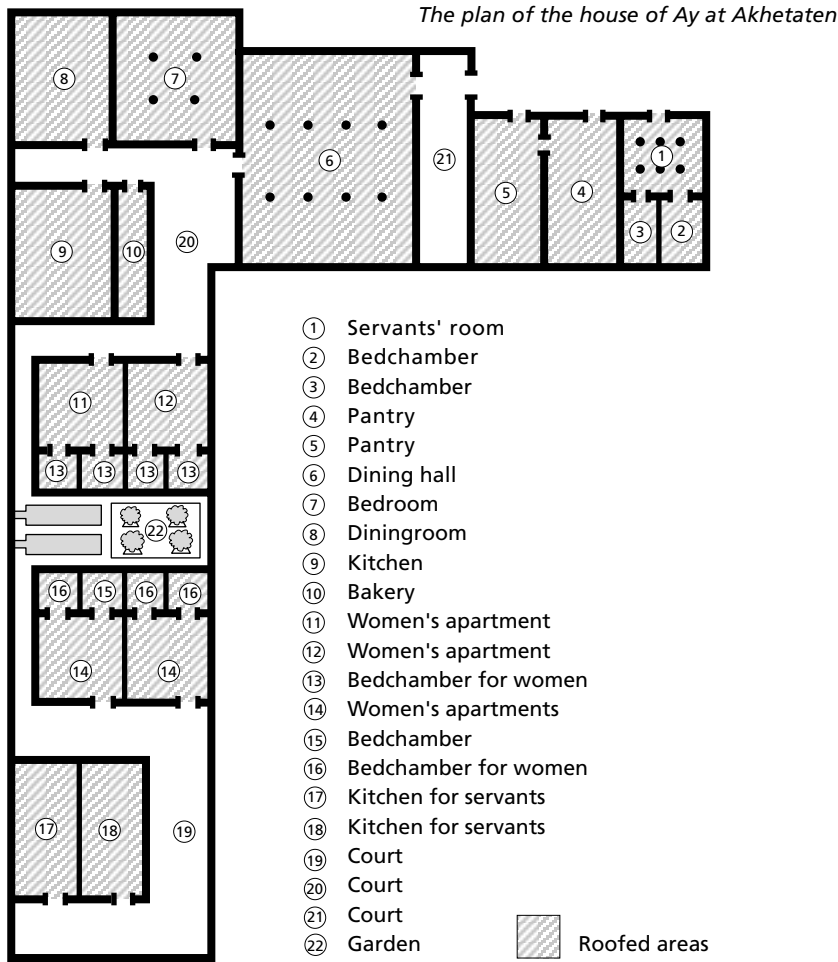 The plan of the house of Ay at Akhetaten
8
7
6
21
5
4
1
3
2
9
10
20
11
12
13 13 13 13
22
16 15 16 16
14 14
17
18
19
1 Servants' room
2 Bedchamber
3 Bedchamber
4 Pantry
5 Pantry
6 Dining hall
7 Bedroom
8 Diningroom
9 Kitchen
10 Bakery
11 Women's apartment
12 Women's apartment
13 Bedchamber for women
14 Women's apartments
15 Bedchamber
16 Bedchamber for women
17 Kitchen for servants
18 Kitchen for servants
19 Court
20 Court
21 Court
22 Garden
Roofed areas